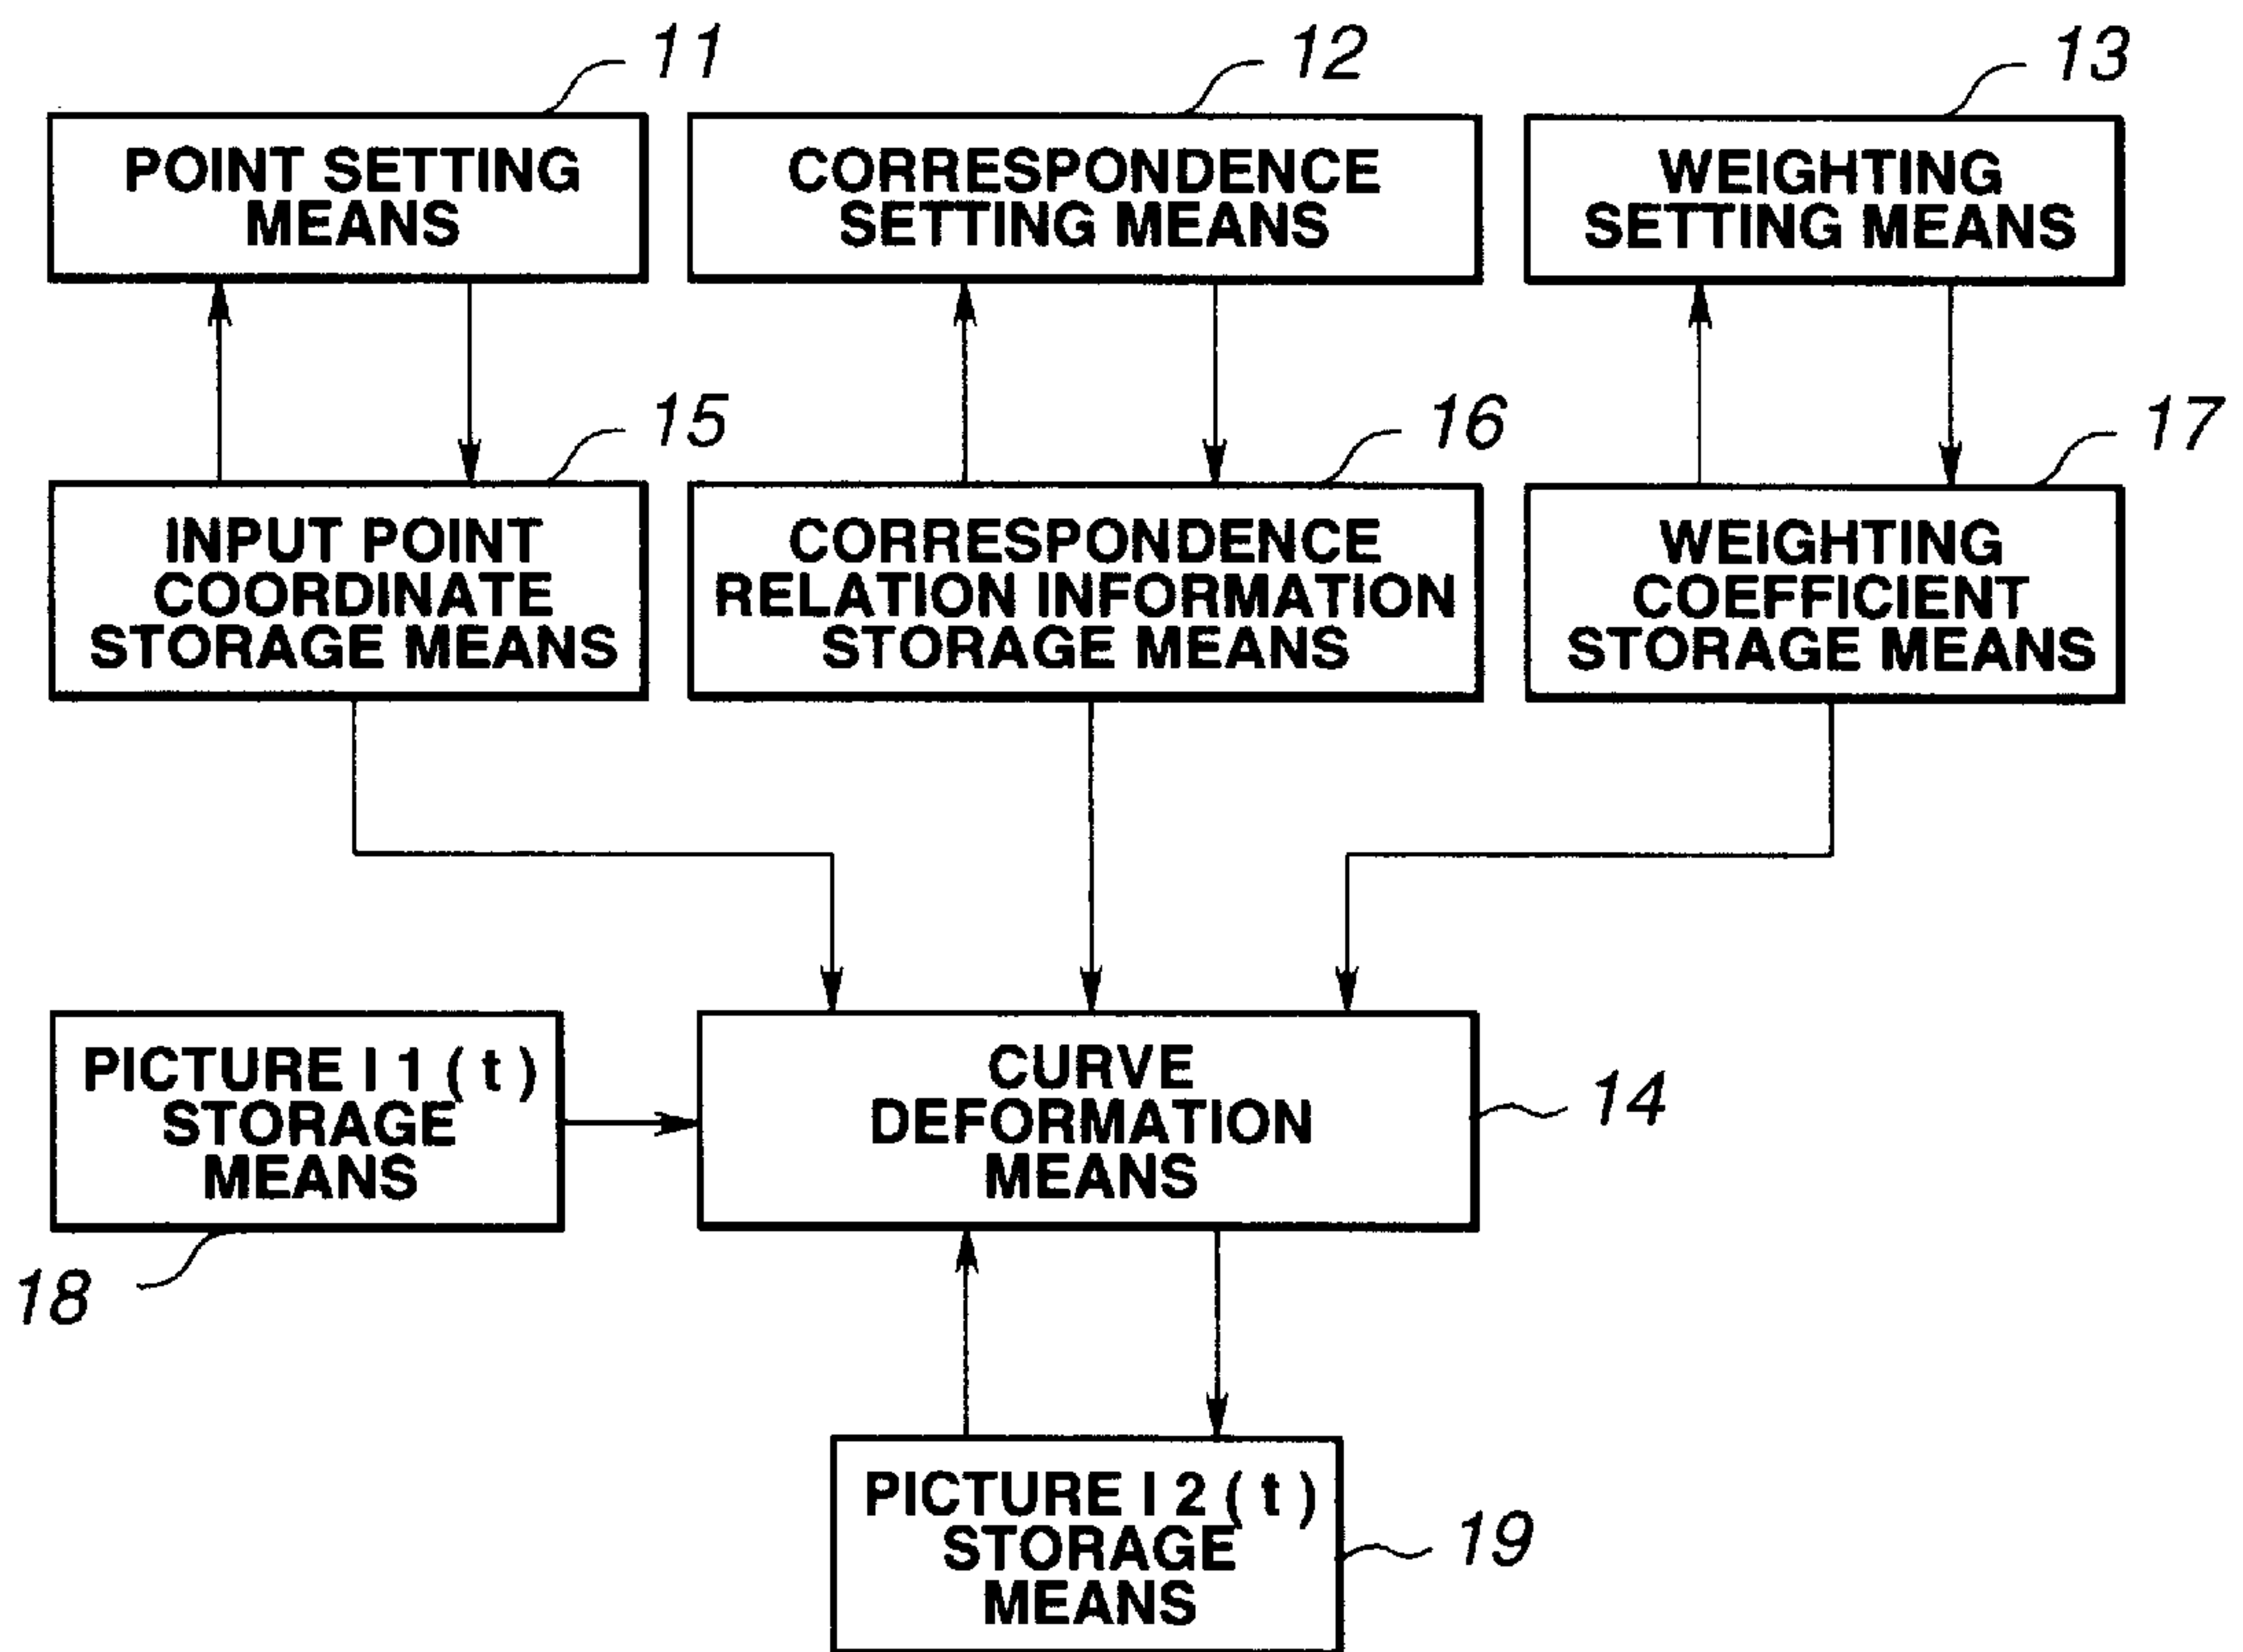 11
12
13
POINT SETTING
MEANS
CORRESPONDENCE
SETTING MEANS
WEIGHTING
SETTING MEANS
15
16
17
INPUT POINT
COORDINATE
STORAGE MEANS
CORRESPONDENCE
RELATION INFORMATION
STORAGE MEANS
WEIGHTING
COEFFICIENT
STORAGE MEANS
PICTURE I 1 ( t )
STORAGE
MEANS
18
CURVE
DEFORMATION
MEANS
14
PICTURE I 2 ( t )
STORAGE
MEANS
19